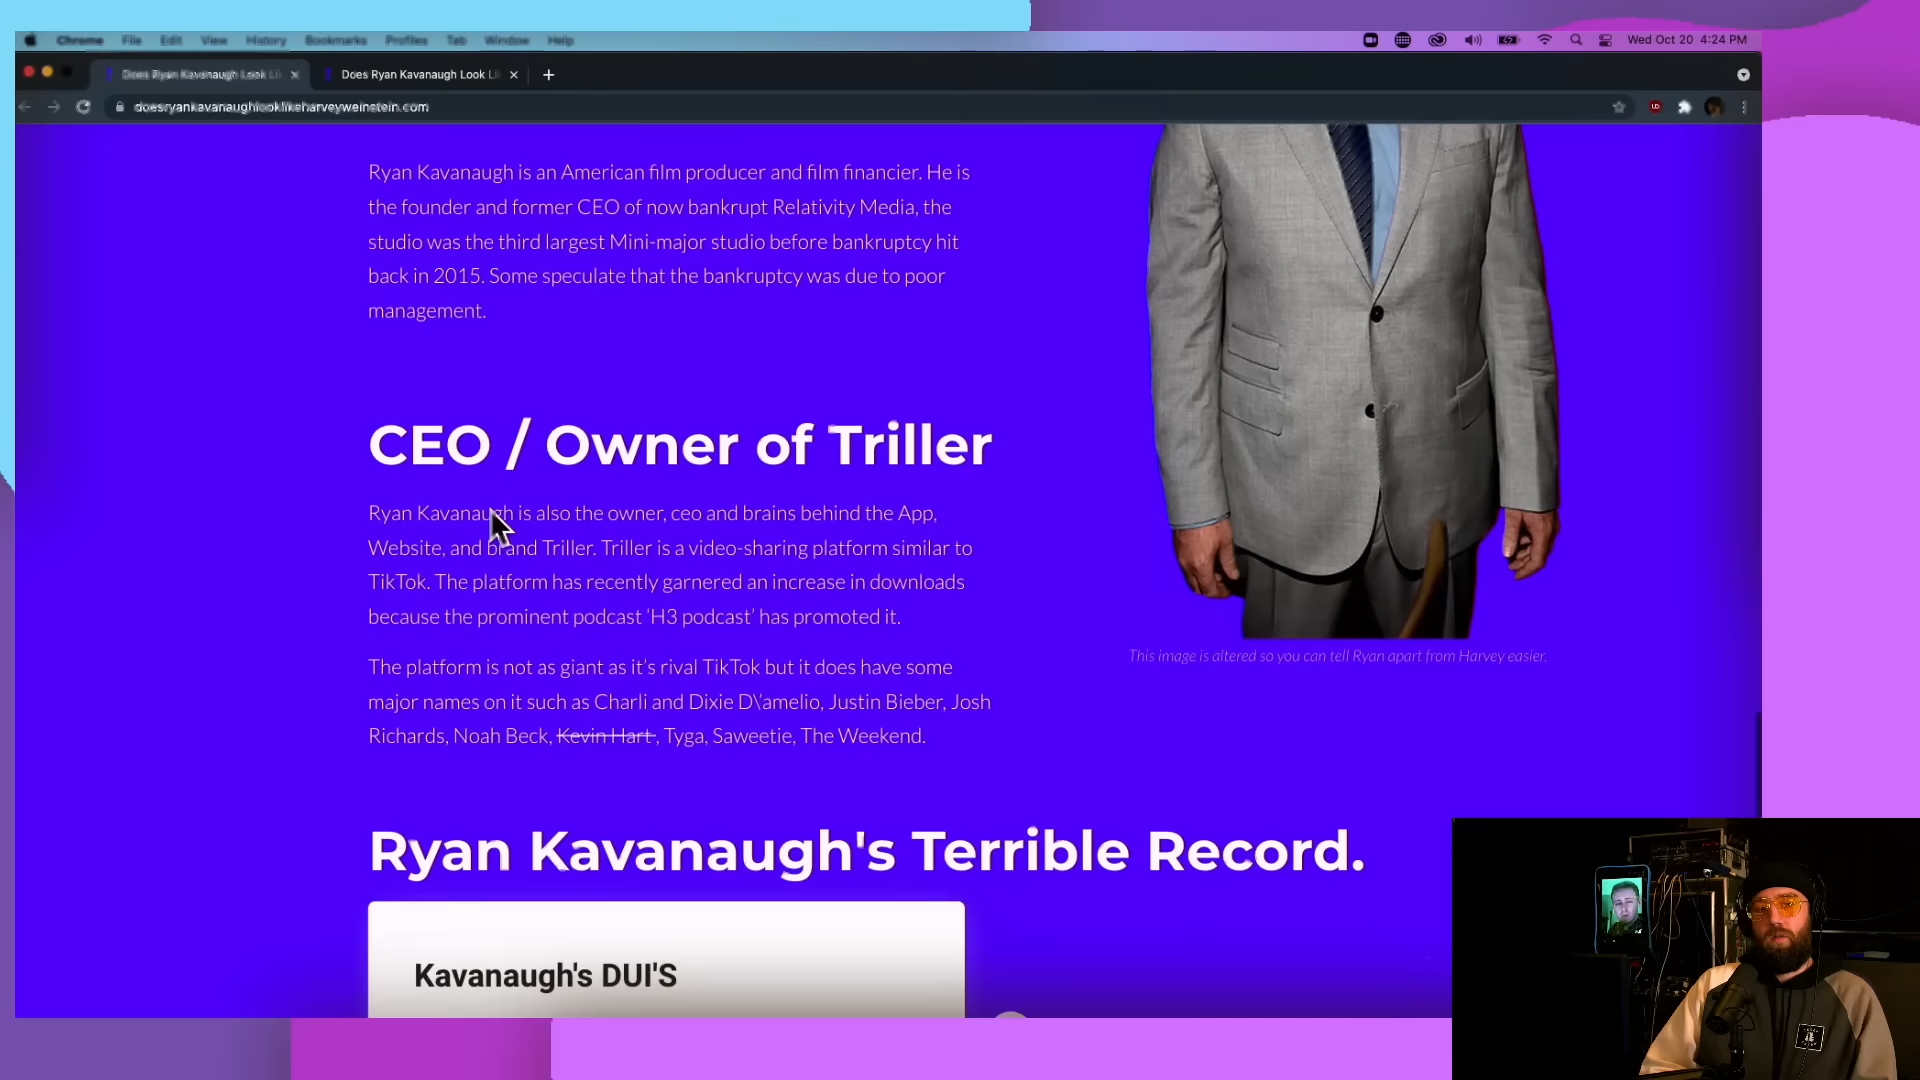 Chrome File Edit View History Bookmarks Profiles Tab Window Help
Wed Oct 20 4:24 PM
Does Ryan Kavanaugh Look Li
Does Ryan Kavanaugh Look Li
doesryankavanaughlooklikeharveyweinstein.com
Ryan Kavanaugh is an American film producer and film financier. He is
the founder and former CEO of now bankrupt Relativity Media, the
studio was the third largest Mini-major studio before bankruptcy hit
back in 2015. Some speculate that the bankruptcy was due to poor
management.
CEO / Owner of Triller
Ryan Kavanaugh is also the owner, ceo and brains behind the App,
Website, and brand Triller. Triller is a video-sharing platform similar to
TikTok. The platform has recently garnered an increase in downloads
because the prominent podcast ‘H3 podcast’ has promoted it.
The platform is not as giant as it’s rival TikTok but it does have some
major names on it such as Charli and Dixie D\’amelio, Justin Bieber, Josh
Richards, Noah Beck, Kevin Hart , Tyga, Saweetie, The Weekend.
This image is altered so you can tell Ryan apart from Harvey easier.
Ryan Kavanaugh's Terrible Record.
Kavanaugh's DUI'S